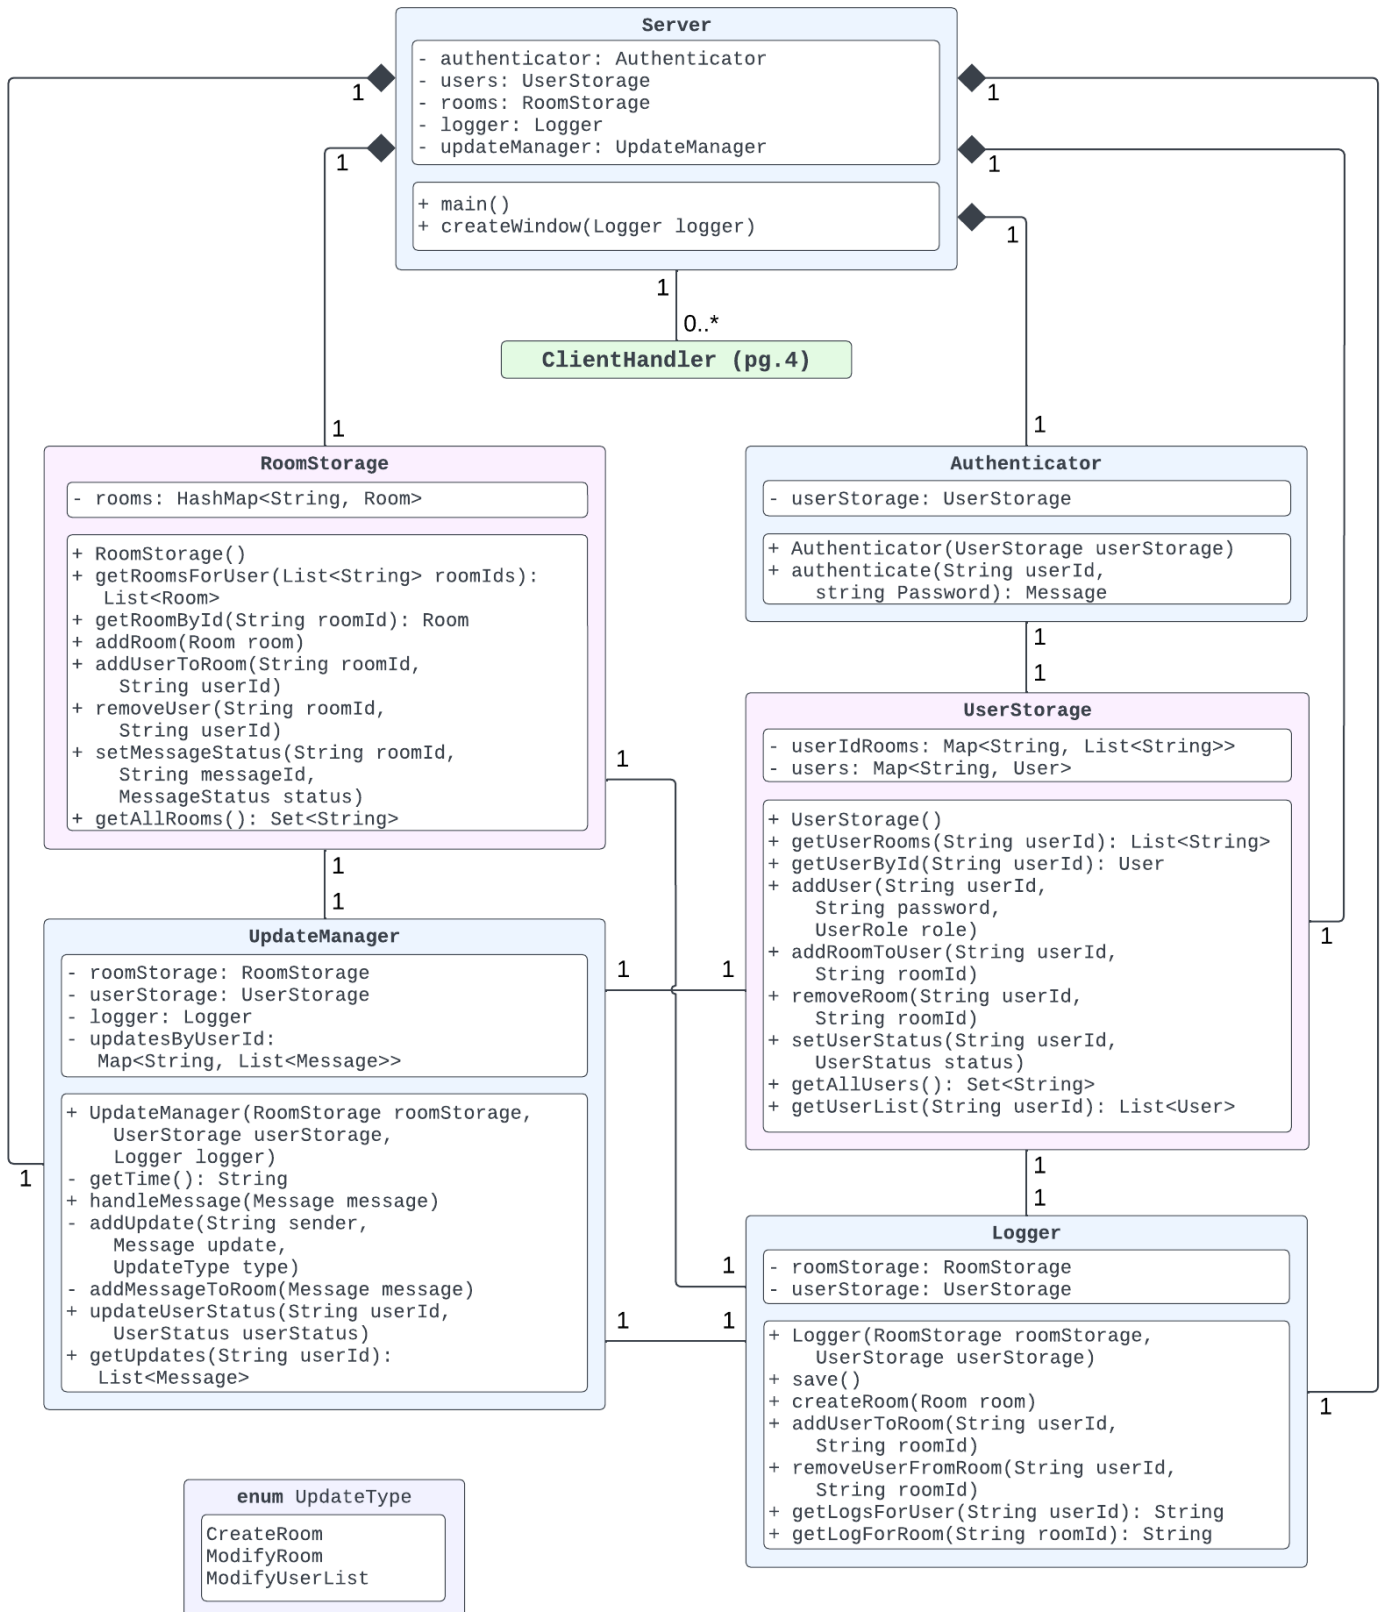 Server
- authenticator: Authenticator
- users: UserStorage
- rooms: RoomStorage
- logger: Logger
- updateManager: UpdateManager
+ main()
+ createWindow(Logger logger)
1
1
1
1
1
1
0..*
ClientHandler (pg.4)
1
1
RoomStorage
- rooms: HashMap<String, Room>
+ RoomStorage()
+ getRoomsForUser(List<String> roomIds):
List<Room>
+ getRoomById(String roomId): Room
+ addRoom(Room room)
+ addUserToRoom(String roomId,
String userId)
+ removeUser(String roomId,
String userId)
+ setMessageStatus(String roomId,
String messageId,
MessageStatus status)
+ getAllRooms(): Set<String>
1
1
1
Authenticator
- userStorage: UserStorage
+ Authenticator(UserStorage userStorage)
+ authenticate(String userId,
string Password): Message
1
1
UserStorage
- userIdRooms: Map<String, List<String>>
- users: Map<String, User>
+ UserStorage()
+ getUserRooms(String userId): List<String>
+ getUserById(String userId): User
+ addUser(String userId,
String password,
UserRole role)
+ addRoomToUser(String userId,
String roomId)
+ removeRoom(String userId,
String roomId)
+ setUserStatus(String userId,
UserStatus status)
+ getAllUsers(): Set<String>
+ getUserList(String userId): List<User>
1
1
1
UpdateManager
- roomStorage: RoomStorage
- userStorage: UserStorage
- logger: Logger
- updatesByUserId:
Map<String, List<Message>>
+ UpdateManager(RoomStorage roomStorage,
UserStorage userStorage,
Logger logger)
- getTime(): String
+ handleMessage(Message message)
- addUpdate(String sender,
Message update,
UpdateType type)
- addMessageToRoom(Message message)
+ updateUserStatus(String userId,
UserStatus userStatus)
+ getUpdates(String userId):
List<Message>
1
1
1
1
1
1
1
Logger
- roomStorage: RoomStorage
- userStorage: UserStorage
+ Logger(RoomStorage roomStorage,
UserStorage userStorage)
+ save()
+ createRoom(Room room)
+ addUserToRoom(String userId,
String roomId)
+ removeUserFromRoom(String userId,
String roomId)
+ getLogsForUser(String userId): String
+ getLogForRoom(String roomId): String
1
enum UpdateType
CreateRoom
ModifyRoom
ModifyUserList